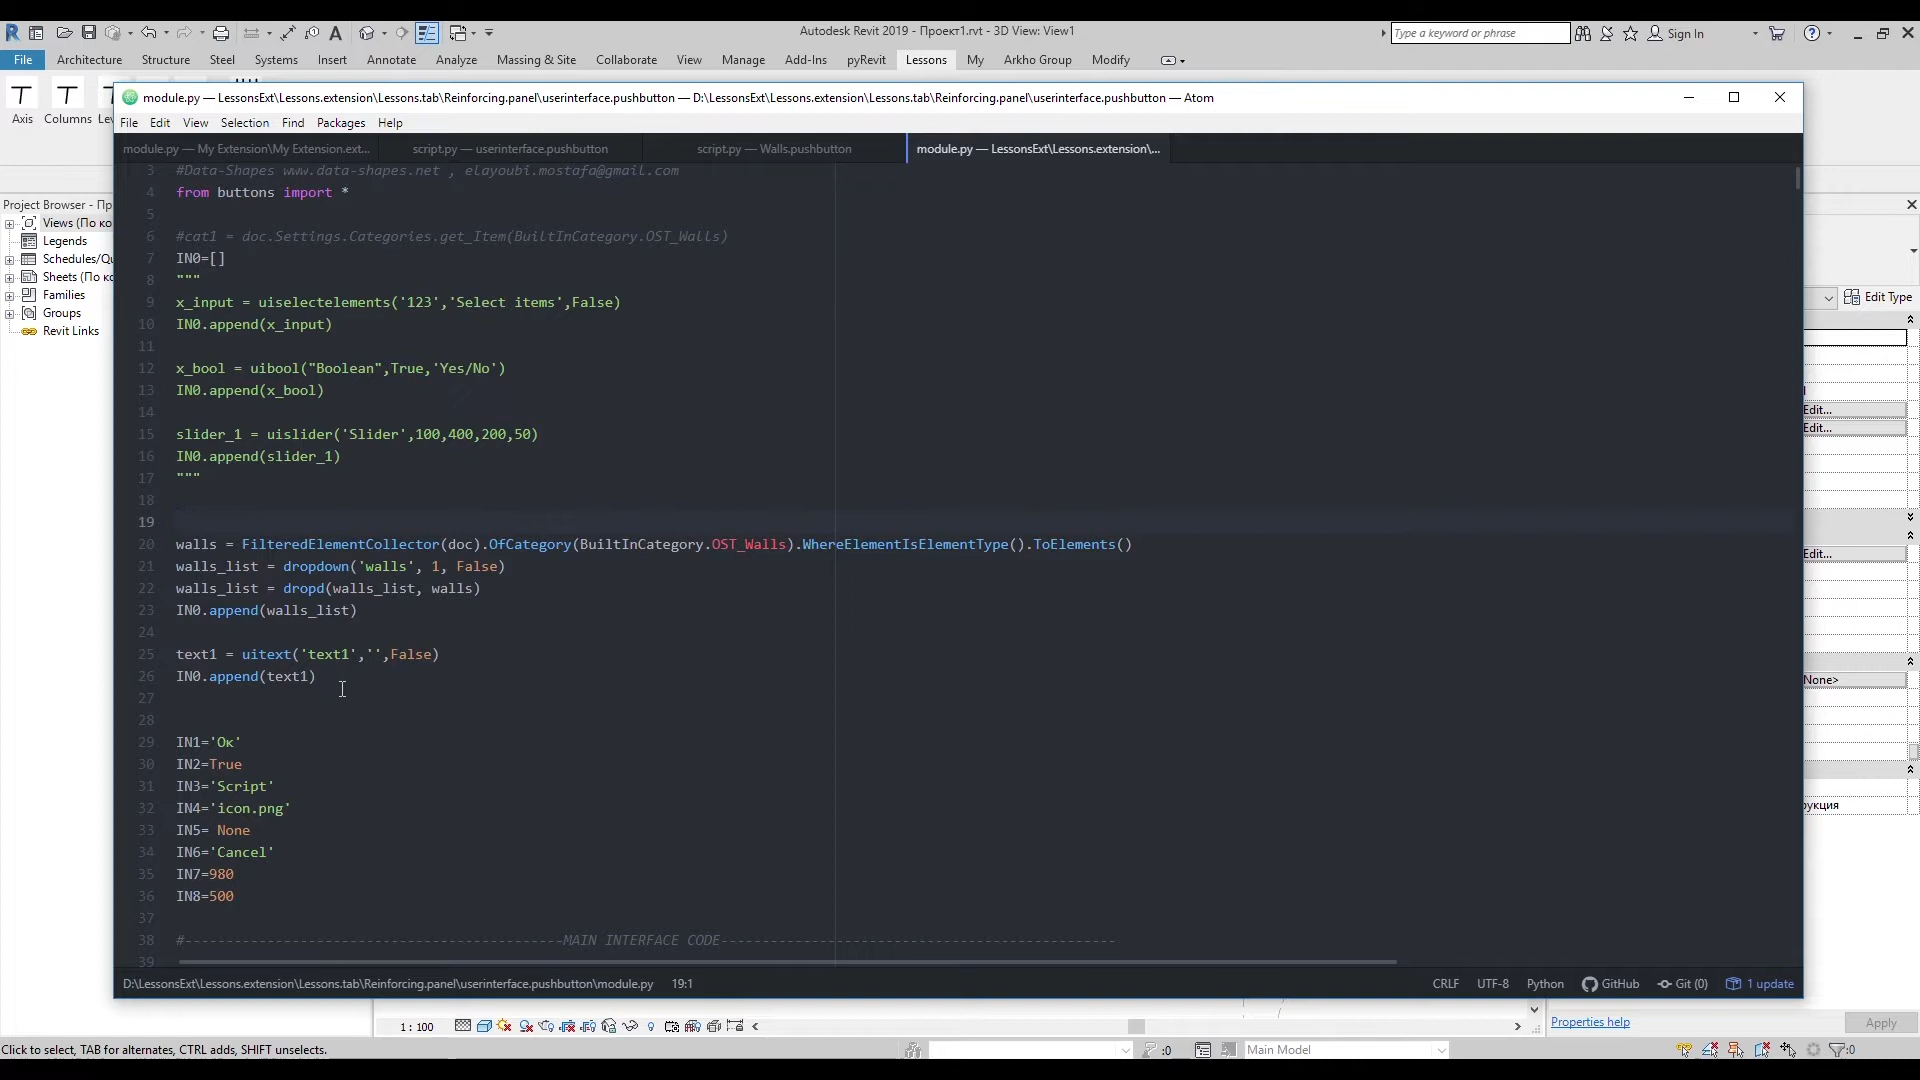 Autodesk Revit 2019 - Проект1.rvt - 3D View: View1
Type a keyword or phrase
Sign In
File Architecture Structure Steel Systems Insert Annotate Analyze Massing & Site Collaborate View Manage Add-Ins pyRevit Lessons My Arkho Group Modify
Axis Columns
module.py — LessonsExt\Lessons.extension\Lessons.tab\Reinforcing.panel\userinterface.pushbutton — D:\LessonsExt\Lessons.extension\Lessons.tab\Reinforcing.panel\userinterface.pushbutton — Atom
File Edit View Selection Find Packages Help
module.py — My Extension\My Extension.ext...
script.py — userinterface.pushbutton
script.py — Walls.pushbutton
module.py — LessonsExt\Lessons.extension\...
Project Browser - Пр
Views (По ко
Legends
Schedules/Qu
Sheets (По ко
Families
Groups
Revit Links
3 #Data-Shapes www.data-shapes.net , elayoubi.mostafa@gmail.com
4 from buttons import *
5
6 #cat1 = doc.Settings.Categories.get_Item(BuiltInCategory.OST_Walls)
7 IN0=[]
8 """
9 x_input = uiselectelements('123','Select items',False)
10 IN0.append(x_input)
11
12 x_bool = uibool("Boolean",True,'Yes/No')
13 IN0.append(x_bool)
14
15 slider_1 = uislider('Slider',100,400,200,50)
16 IN0.append(slider_1)
17 """
18
19
20 walls = FilteredElementCollector(doc).OfCategory(BuiltInCategory.OST_Walls).WhereElementIsElementType().ToElements()
21 walls_list = dropdown('walls', 1, False)
22 walls_list = dropd(walls_list, walls)
23 IN0.append(walls_list)
24
25 text1 = uitext('text1','',False)
26 IN0.append(text1)
27
28
29 IN1='Ок'
30 IN2=True
31 IN3='Script'
32 IN4='icon.png'
33 IN5= None
34 IN6='Cancel'
35 IN7=980
36 IN8=500
37
38 #----------------------------------------------MAIN INTERFACE CODE------------------------------------------------
39
D:\LessonsExt\Lessons.extension\Lessons.tab\Reinforcing.panel\userinterface.pushbutton\module.py 19:1
CRLF UTF-8 Python GitHub Git (0) 1 update
Edit Type
Edit...
Edit...
Edit...
None>
рукция
1 : 100
Properties help
Apply
Click to select, TAB for alternates, CTRL adds, SHIFT unselects.
:0
Main Model
:0